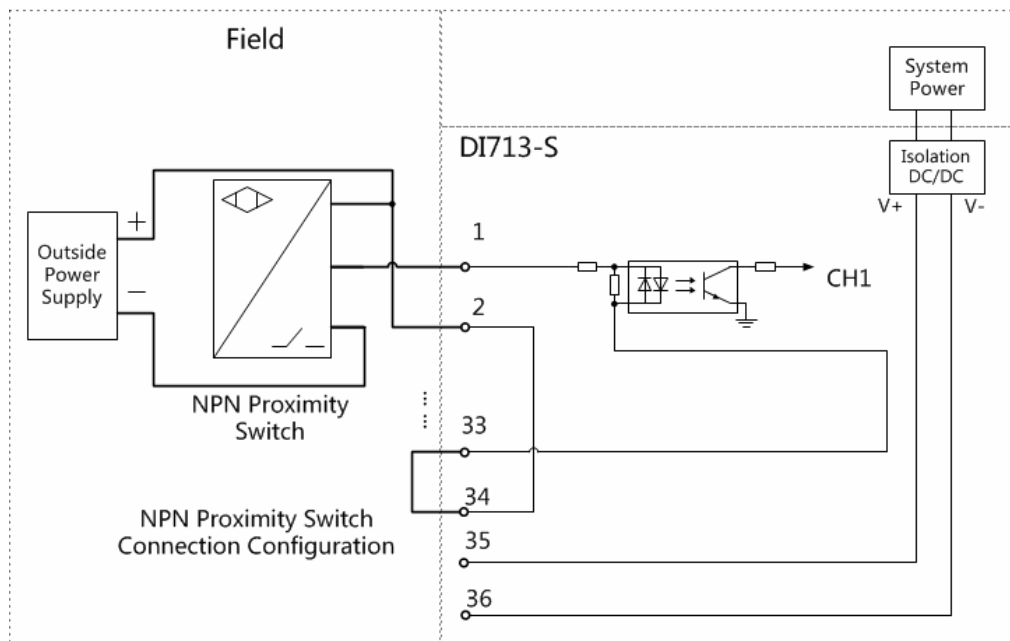 Field
System
Power
DI713-S
Isolation
DC/DC
V+
V-
+
Outside
Power
Supply
−
1
CH1
2
NPN Proximity
Switch
33
34
NPN Proximity Switch
Connection Configuration
35
36